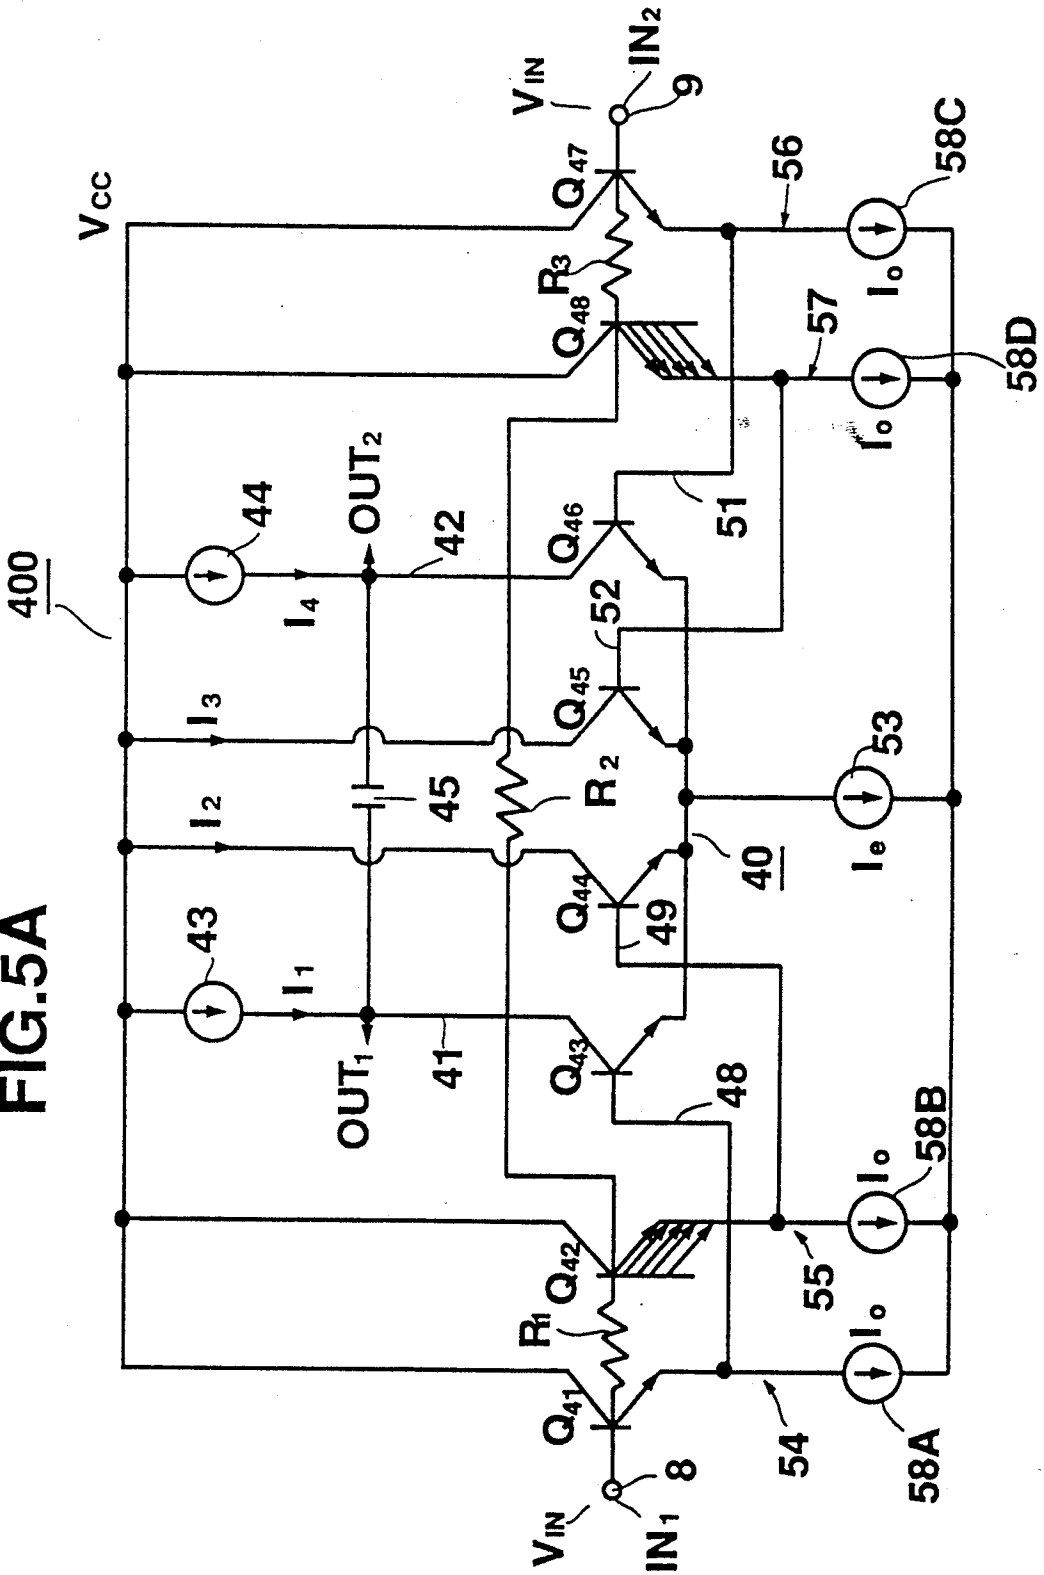 FIG.5A
400
VCC
43
44
I1
I2
I3
I4
OUT1
OUT2
41
45
42
R2
VIN
IN1
8
Q41
R1
Q42
Q43
Q44
Q45
Q46
Q48
R3
Q47
VIN
IN2
9
48
49
40
52
51
54
55
57
56
58A
Io
58B
Io
Ie
53
Io
58D
Io
58C